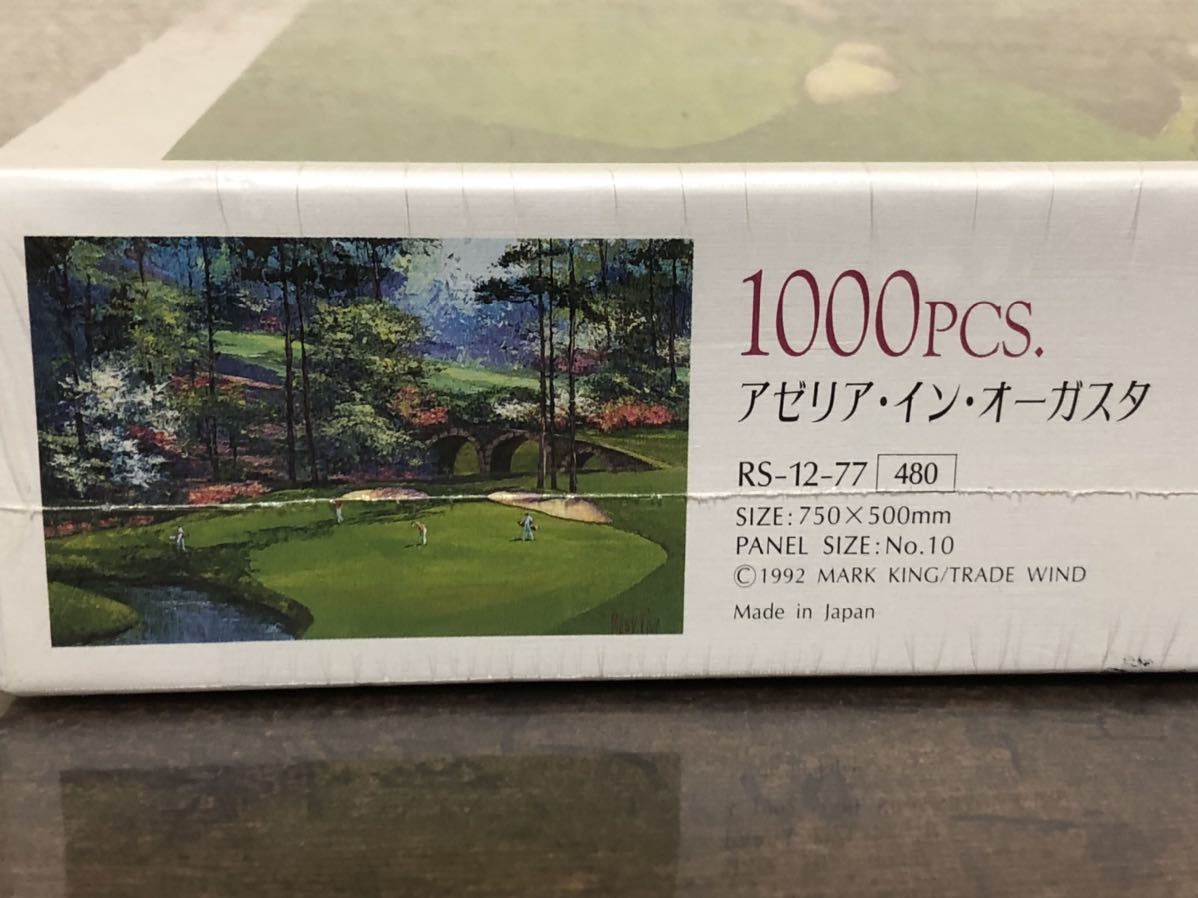 1000PCS.
アゼリア・イン・オーガスタ
RS-12-77 480
SIZE:750×500mm
PANEL SIZE:No.10
©1992 MARK KING/TRADE WIND
Made in Japan